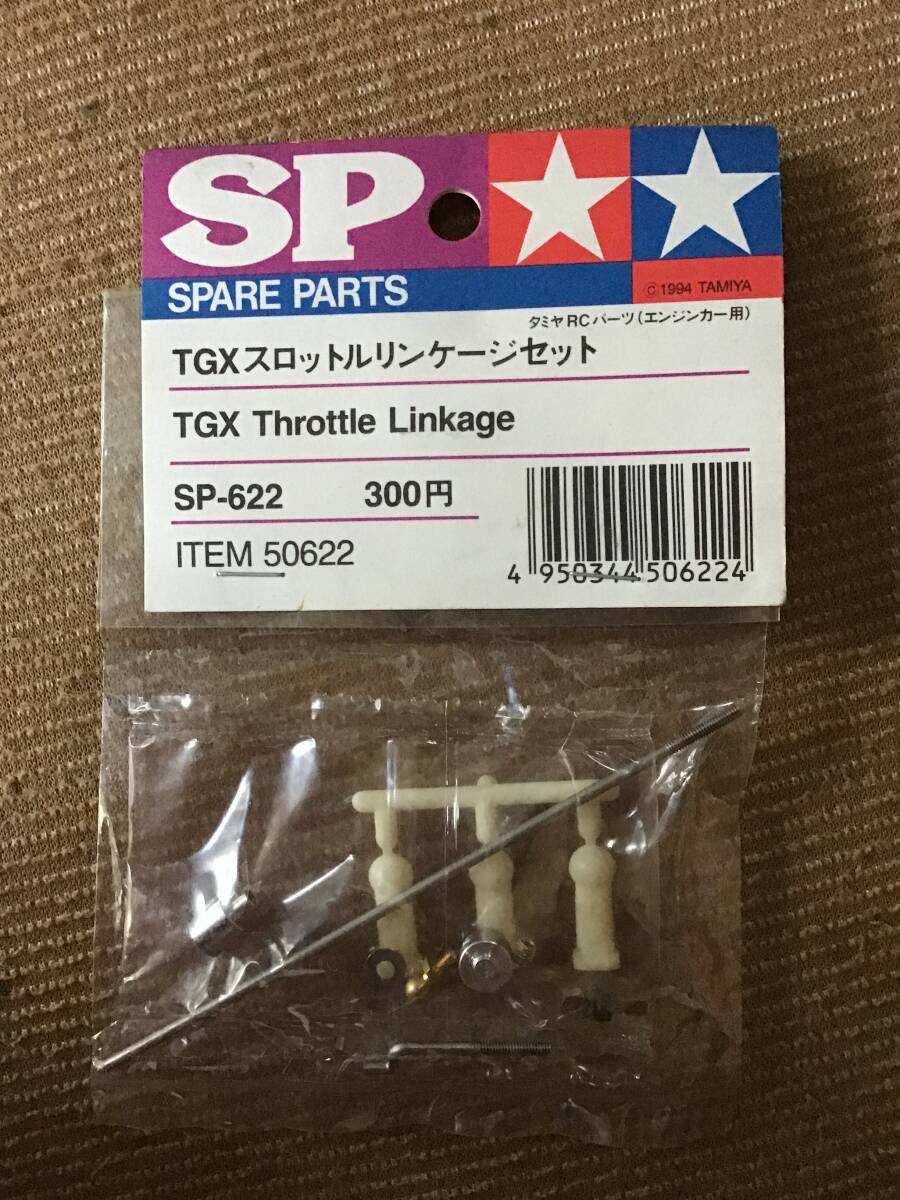 SP
SPARE PARTS
©1994 TAMIYA
タミヤRCパーツ(エンジンカー用)
TGXスロットルリンケージセット
TGX Throttle Linkage
SP-622 300円
ITEM 50622
4 950344 506224